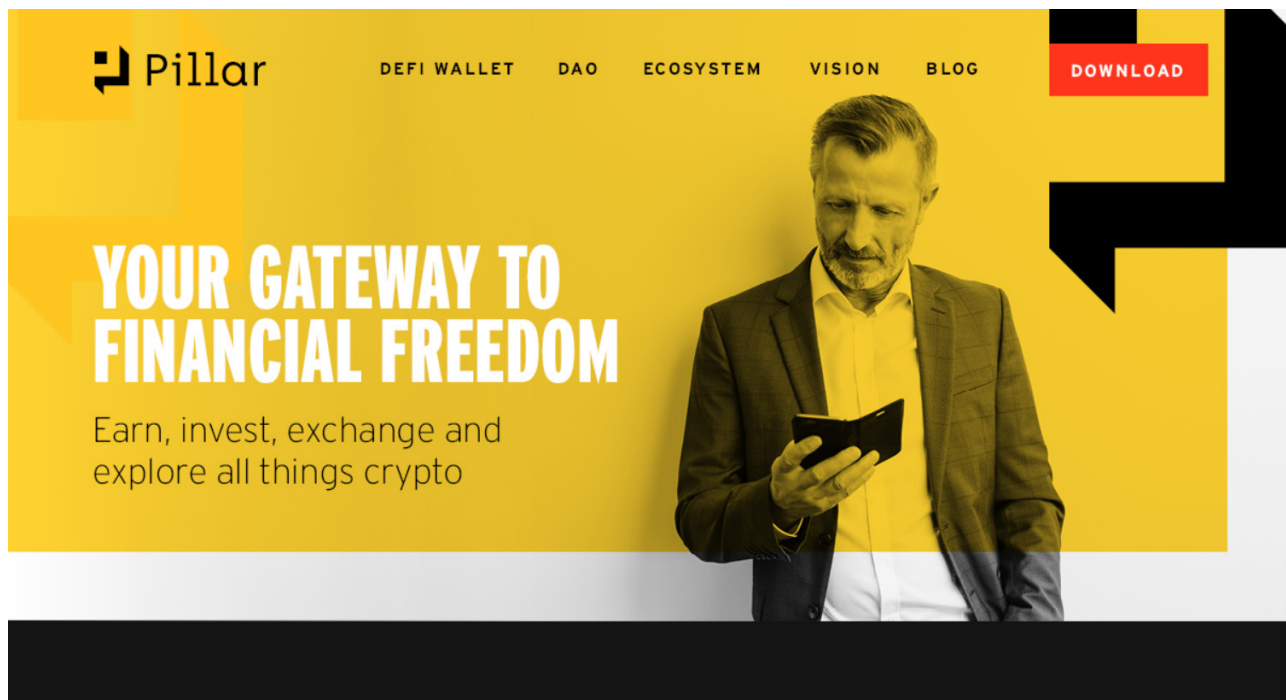 Pillar
DEFI WALLET DAO ECOSYSTEM VISION BLOG
DOWNLOAD
YOUR GATEWAY TO
FINANCIAL FREEDOM
Earn, invest, exchange and
explore all things crypto